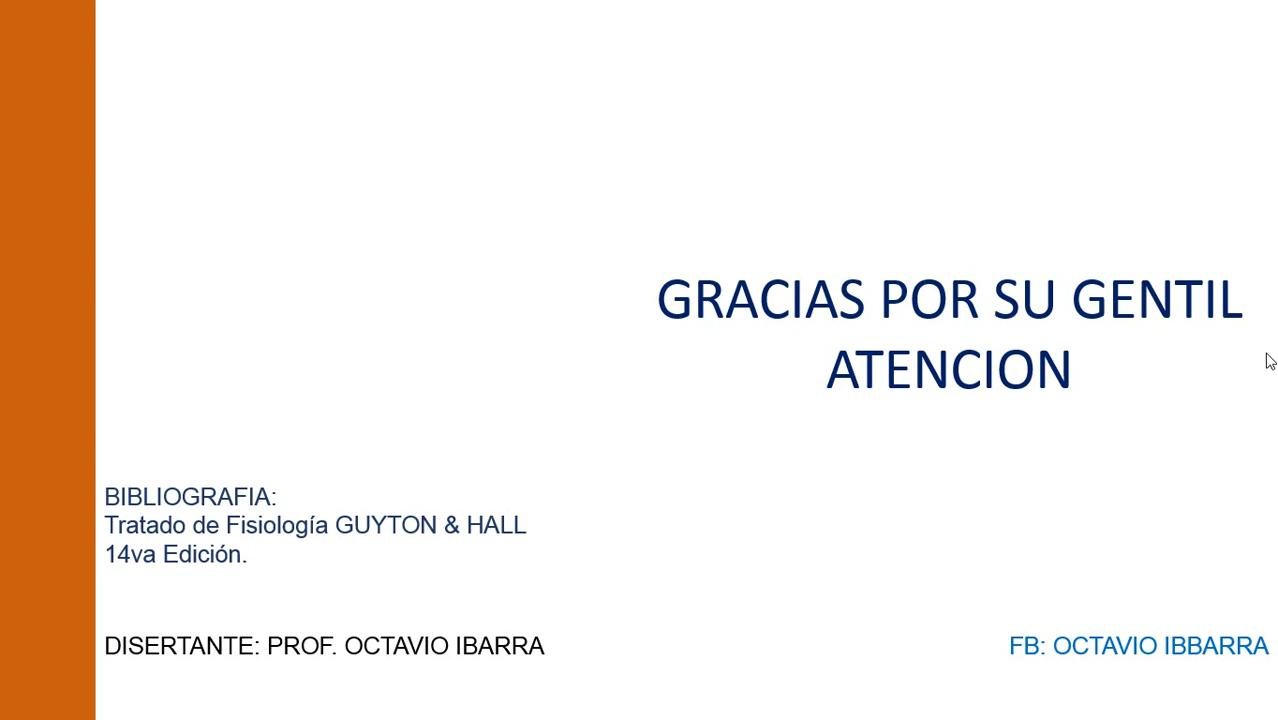 GRACIAS POR SU GENTIL
ATENCION
BIBLIOGRAFIA:
Tratado de Fisiología GUYTON & HALL
14va Edición.
DISERTANTE: PROF. OCTAVIO IBARRA
FB: OCTAVIO IBBARRA